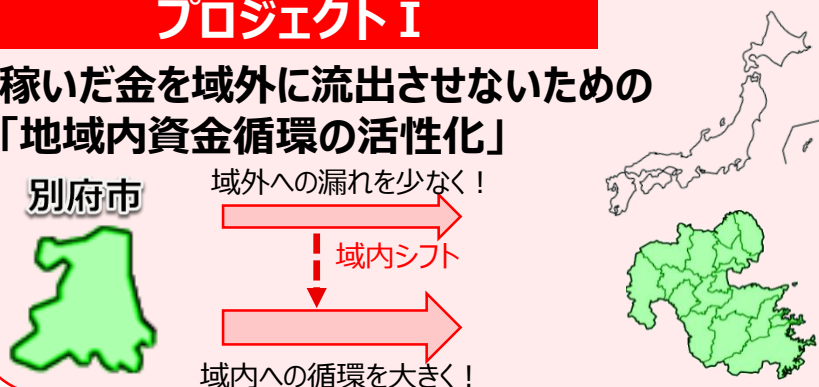 プロジェクトⅠ
稼いだ金を域外に流出させないための
「地域内資金循環の活性化」
別府市
域外への漏れを少なく！
域内シフト
域内への循環を大きく！